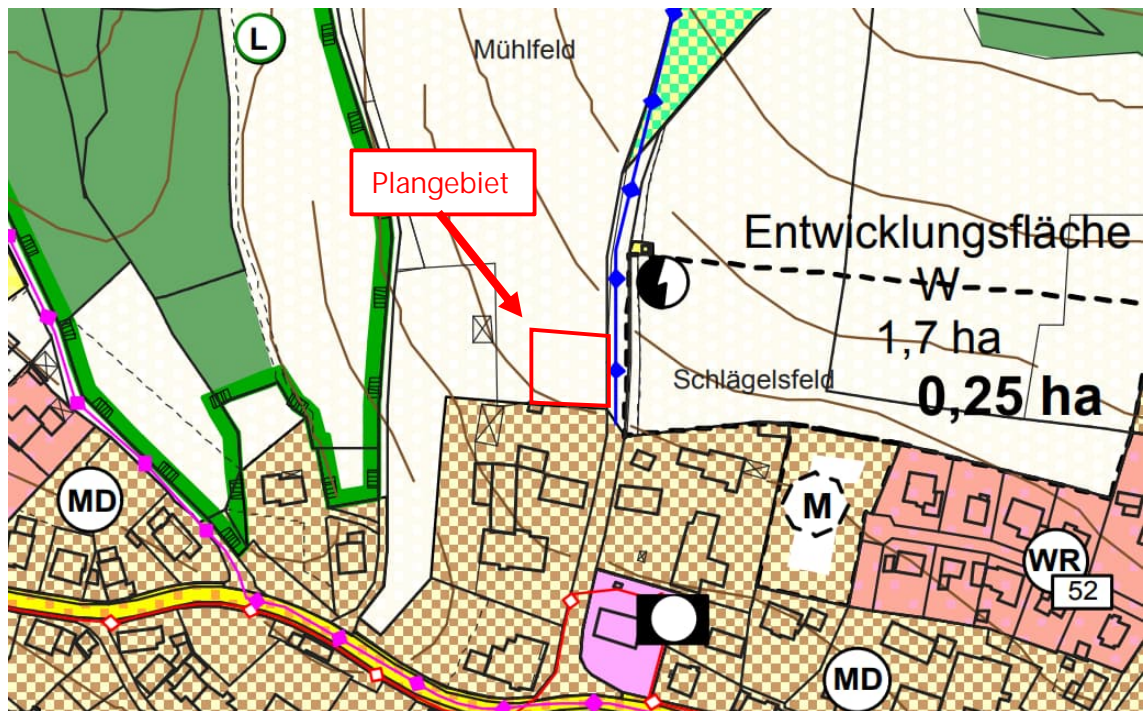 L
Mühlfeld
Plangebiet
Entwicklungsfläche
W
1,7 ha
Schlägelsfeld
0,25 ha
MD
M
WR
52
MD